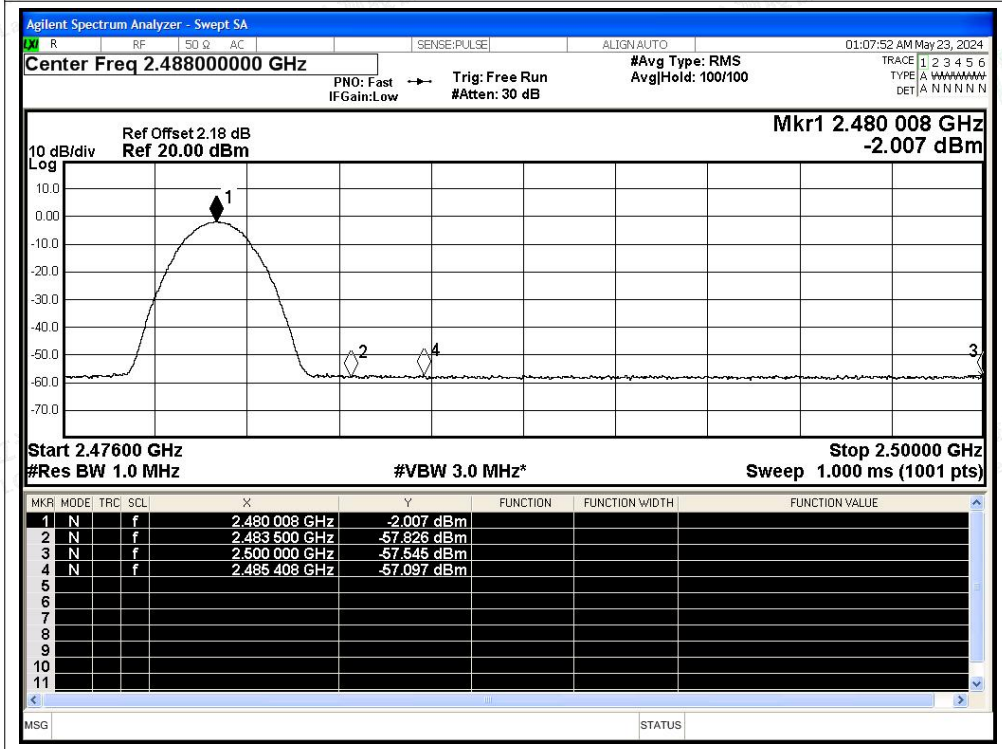 Agilent Spectrum Analyzer - Swept SA
LXI R RF 50 Ω AC SENSE:PULSE ALIGN AUTO 01:07:52 AM May 23, 2024
Center Freq 2.488000000 GHz #Avg Type: RMS TRACE 1 2 3 4 5 6
PNO: Fast Trig: Free Run Avg|Hold: 100/100 TYPE A WWWWW
IFGain:Low #Atten: 30 dB DET A N N N N N
Ref Offset 2.18 dB Mkr1 2.480 008 GHz
10 dB/div Ref 20.00 dBm -2.007 dBm
Log
10.0
1
0.00
-10.0
-20.0
-30.0
-40.0
-50.0 2 4 3
-60.0
-70.0
Start 2.47600 GHz Stop 2.50000 GHz
#Res BW 1.0 MHz #VBW 3.0 MHz* Sweep 1.000 ms (1001 pts)
MKR MODE TRC SCL X Y FUNCTION FUNCTION WIDTH FUNCTION VALUE
1 N f 2.480 008 GHz -2.007 dBm
2 N f 2.483 500 GHz -57.826 dBm
3 N f 2.500 000 GHz -57.545 dBm
4 N f 2.485 408 GHz -57.097 dBm
5
6
7
8
9
10
11
MSG STATUS